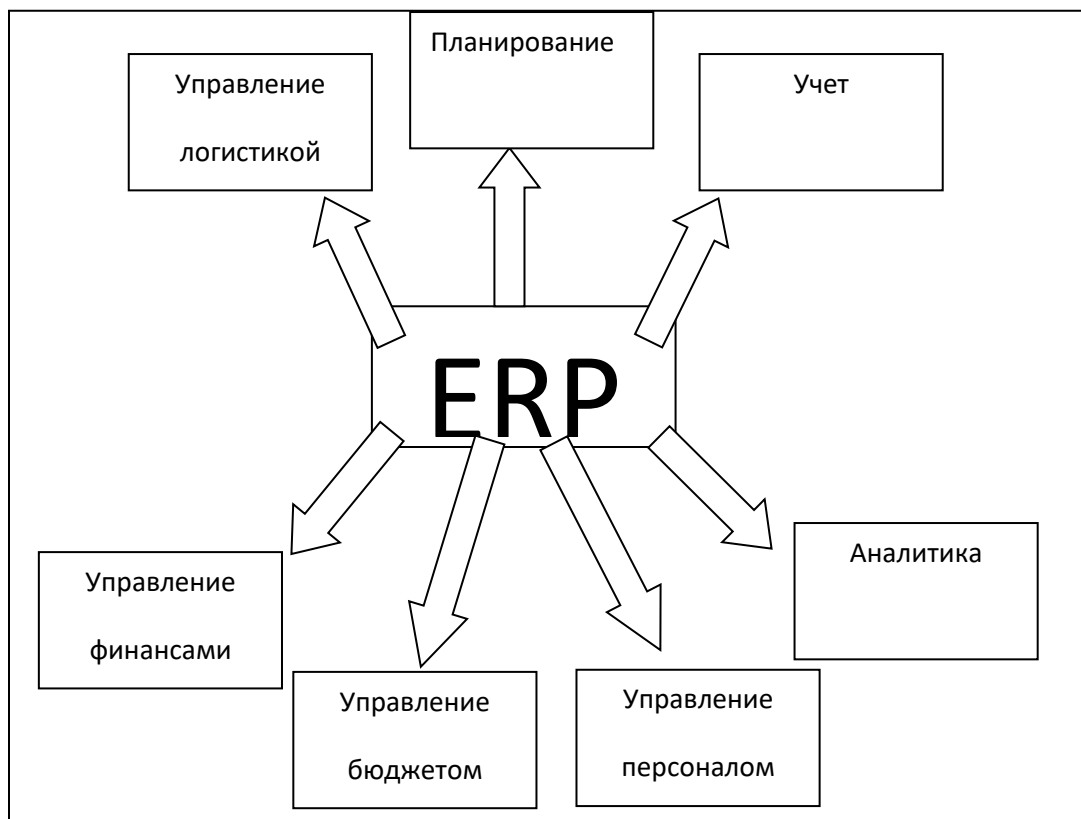 Планирование
Управление
логистикой
Учет
ERP
Управление
финансами
Управление
бюджетом
Управление
персоналом
Аналитика